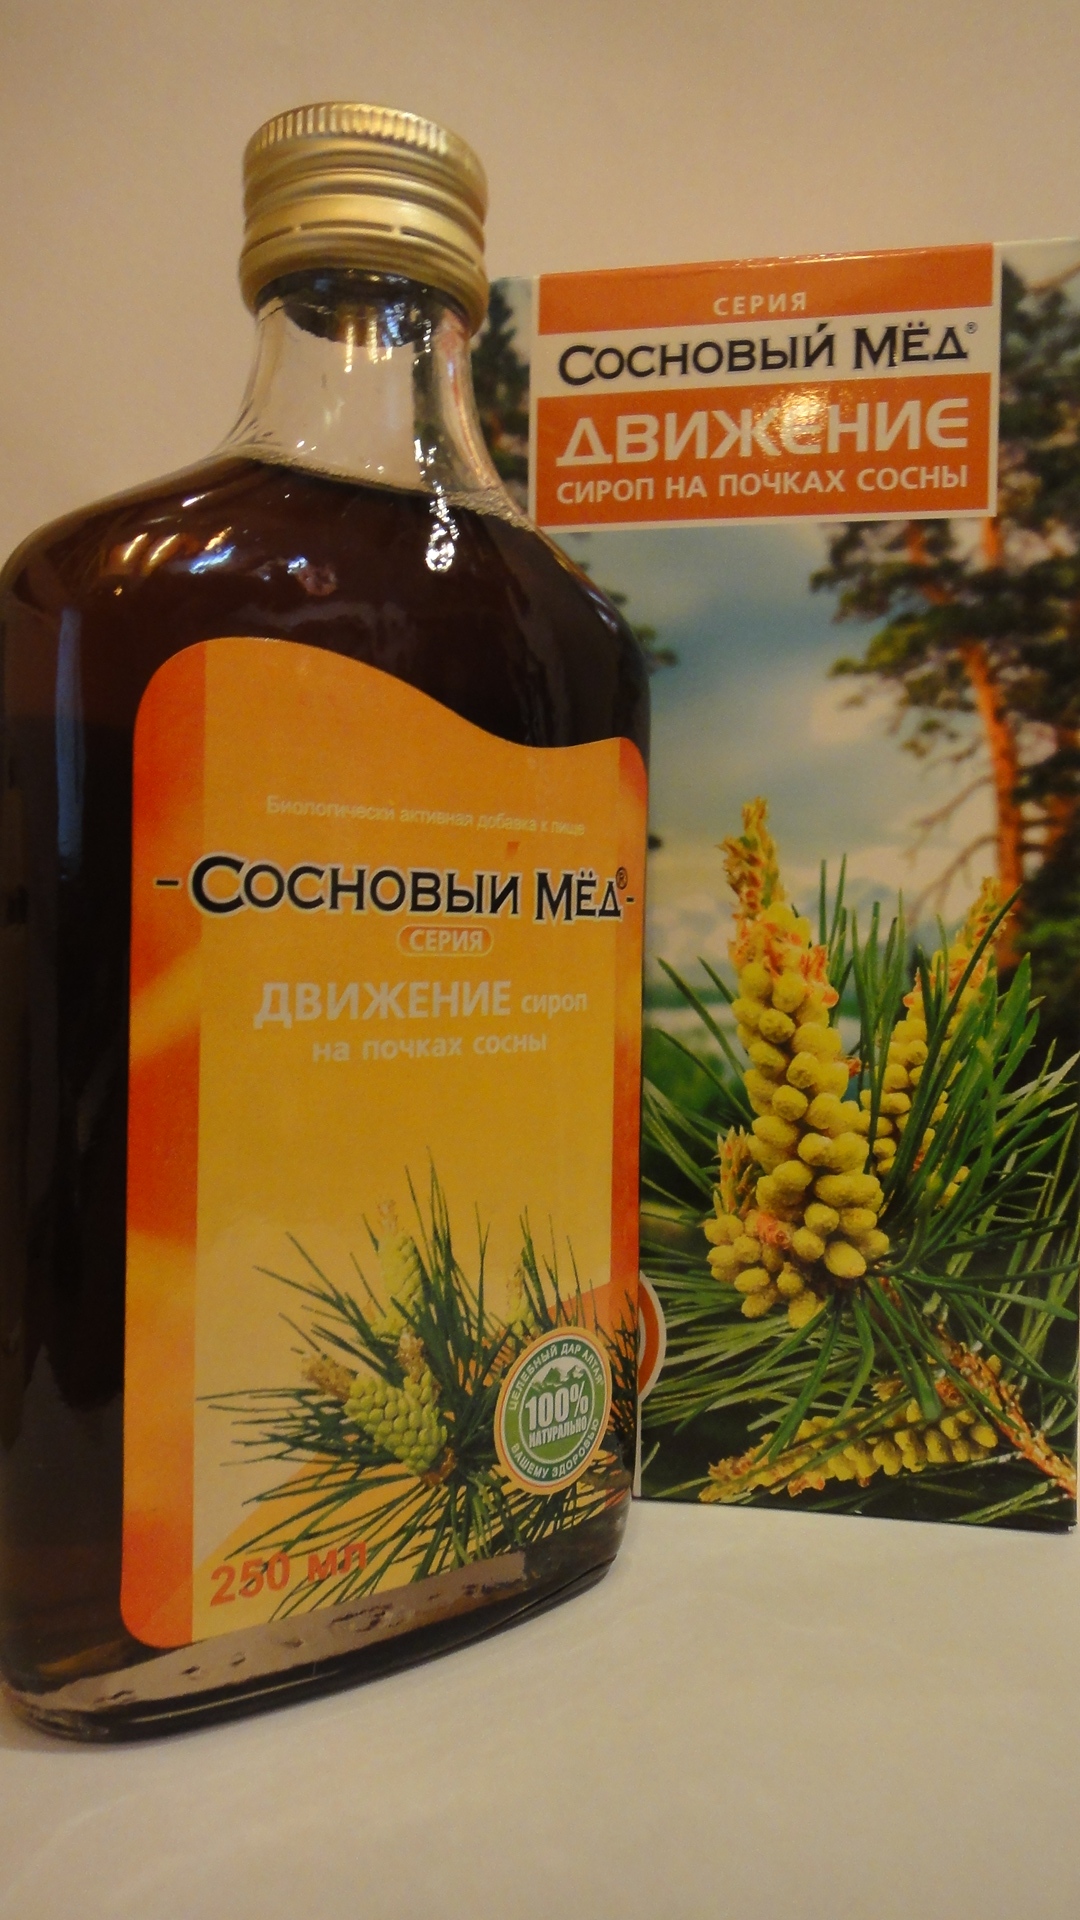 Биологически активная добавка к пище
- СОСНОВЫЙ МЁД® -
СЕРИЯ
ДВИЖЕНИЕ сироп
на почках сосны
ЦЕЛЕБНЫЙ ДАР АЛТАЯ
100%
НАТУРАЛЬНО
ВАШЕМУ ЗДОРОВЬЮ
250 мл
СЕРИЯ
СОСНОВЫЙ МЁД®
ДВИЖЕНИЕ
СИРОП НА ПОЧКАХ СОСНЫ